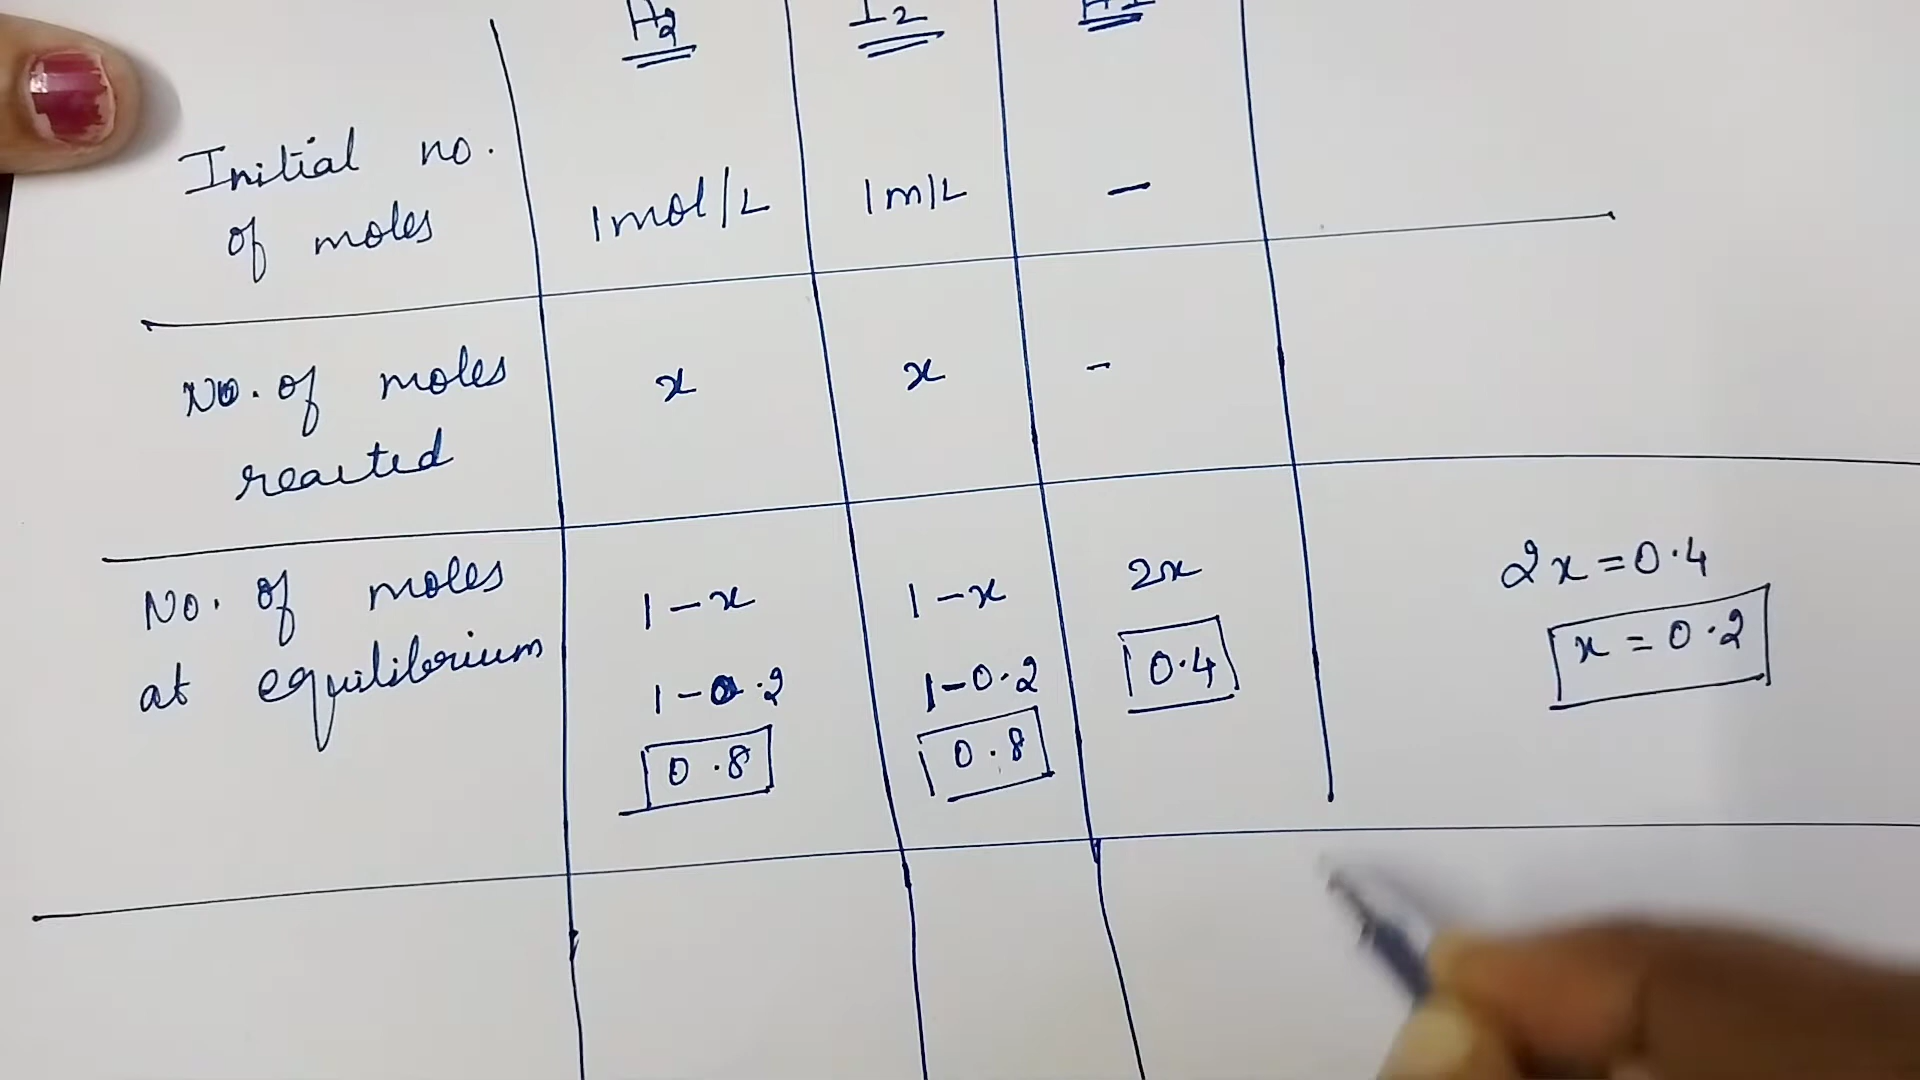 H2 I2 HI
Initial no.
of moles 1mol/L 1m/L -
No. of moles
reacted x x -
No. of moles
at equilibrium 1-x 1-x 2x 2x=0.4
1-0.2 1-0.2 0.4 x=0.2
0.8 0.8